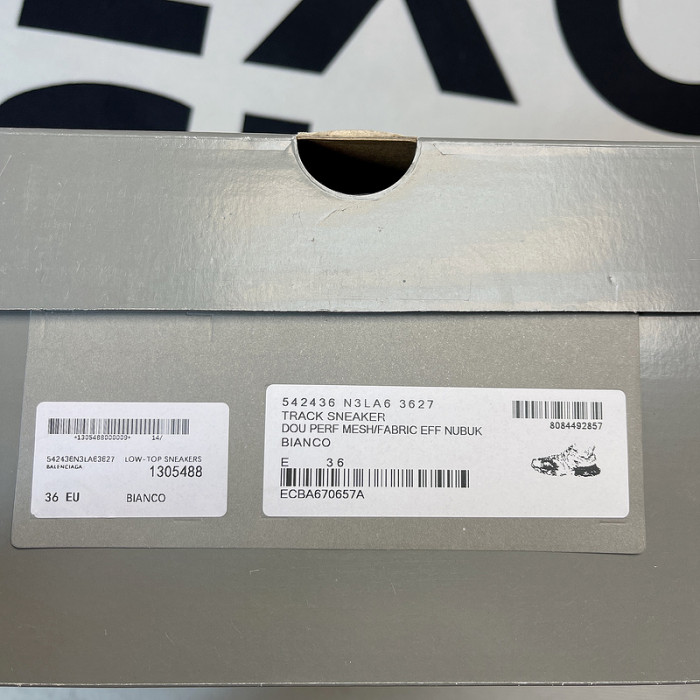 *1305488000000* 14/
542436N3LA63627 LOW-TOP SNEAKERS
BALENCIAGA
1305488
36 EU BIANCO
542436 N3LA6 3627
TRACK SNEAKER
DOU PERF MESH/FABRIC EFF NUBUK
BIANCO
E 36
ECBA670657A
8084492857